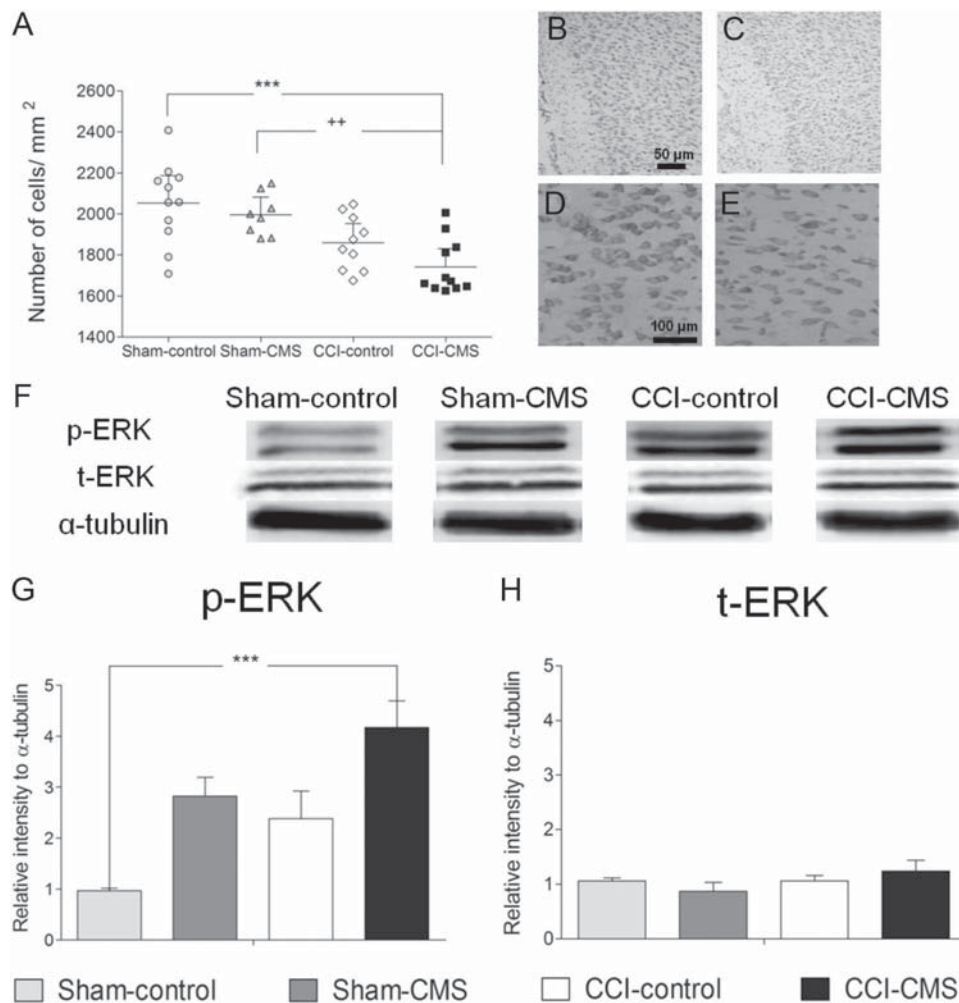 A
B
C
***
++
Number of cells/ mm 2
2600
2400
2200
2000
1800
1600
1400
Sham-control Sham-CMS CCI-control CCI-CMS
50 µm
D
E
100 µm
F
Sham-control Sham-CMS CCI-control CCI-CMS
p-ERK
t-ERK
α-tubulin
G
p-ERK
***
Relative intensity to α-tubulin
5
4
3
2
1
0
H
t-ERK
Relative intensity to α-tubulin
5
4
3
2
1
0
Sham-control Sham-CMS CCI-control CCI-CMS